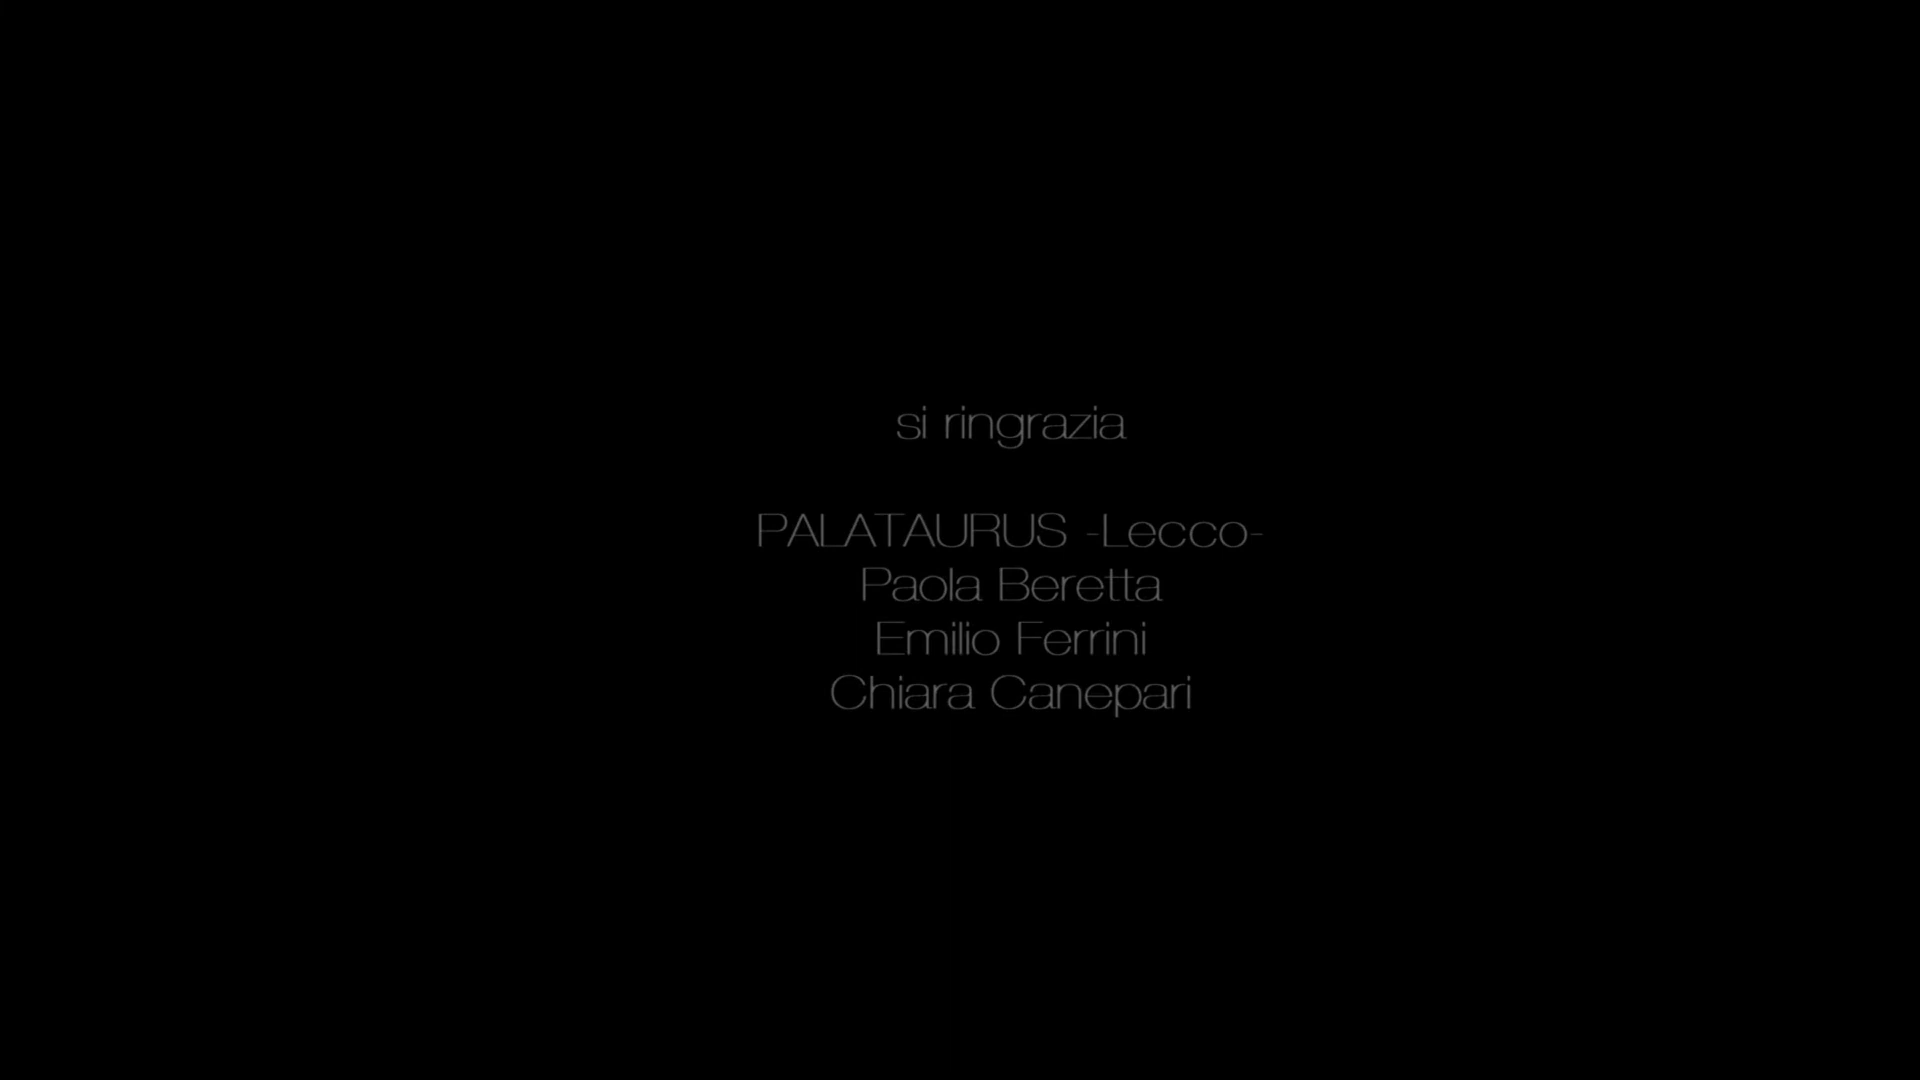 si ringrazia
PALATAURUS -Lecco-
Paola Beretta
Emilio Ferrini
Chiara Canepari